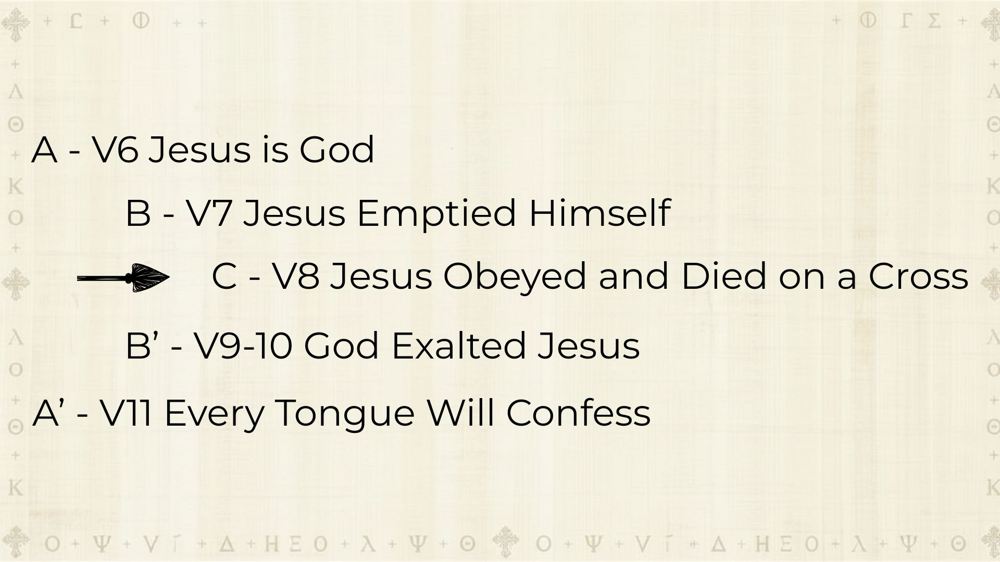 + Ω + Φ + +
+ Φ Γ Σ +
A - V6 Jesus is God
B - V7 Jesus Emptied Himself
C - V8 Jesus Obeyed and Died on a Cross
B’ - V9-10 God Exalted Jesus
A’ - V11 Every Tongue Will Confess
Ο + Ψ + V Γ + Δ + Η Ξ Ο + λ + Ψ + Θ
Ο + Ψ + V Γ + Δ + Η Ξ Ο + λ + Ψ + Θ